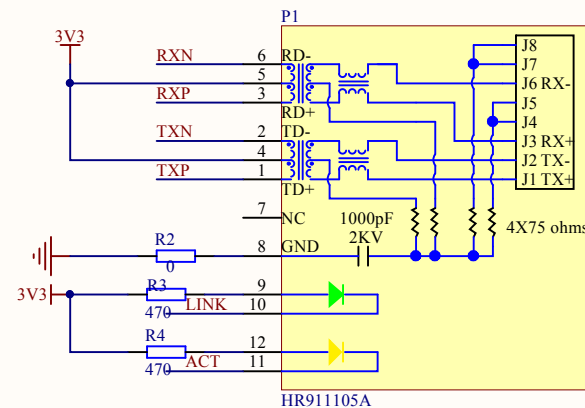 P1
3V3
RXN 6 RD- J8
5 J7
RXP 3 RD+ J6 RX-
J5
TXN 2 TD- J4
4 J3 RX+
J2 TX-
TXP 1 TD+ J1 TX+
7 NC
1000pF
2KV
4X75 ohms
R2
0
8 GND
3V3
R3
470
LINK
9
10
R4
470
ACT
12
11
HR911105A